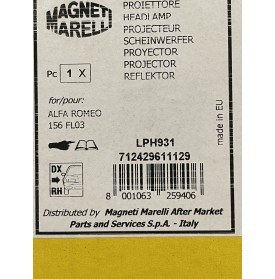 MAGNETI
MARELLI
PROIETTORE
HEADLAMP
PROJECTEUR
SCHEINWERFER
PROYECTOR
PROJECTOR
REFLEKTOR
Pc 1 X
for/pour:
ALFA ROMEO
156 FL03
made in EU
LPH931
712429611129
DX
RH
8 001063 259406
Distributed by Magneti Marelli After Market
Parts and Services S.p.A. - Italy